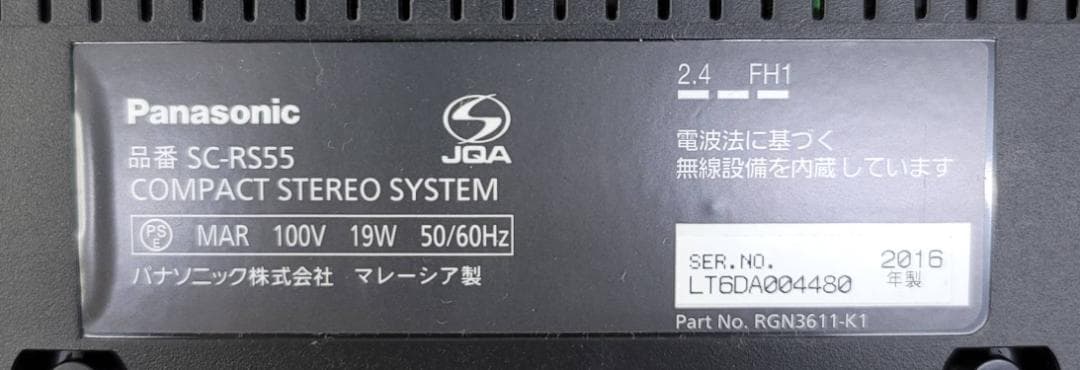 Panasonic
JQA
品番 SC-RS55
COMPACT STEREO SYSTEM
PSE MAR 100V 19W 50/60Hz
パナソニック株式会社 マレーシア製
2.4 FH1
電波法に基づく
無線設備を内蔵しています
SER.NO. 2016
LT6DA004480 年製
Part No. RGN3611-K1